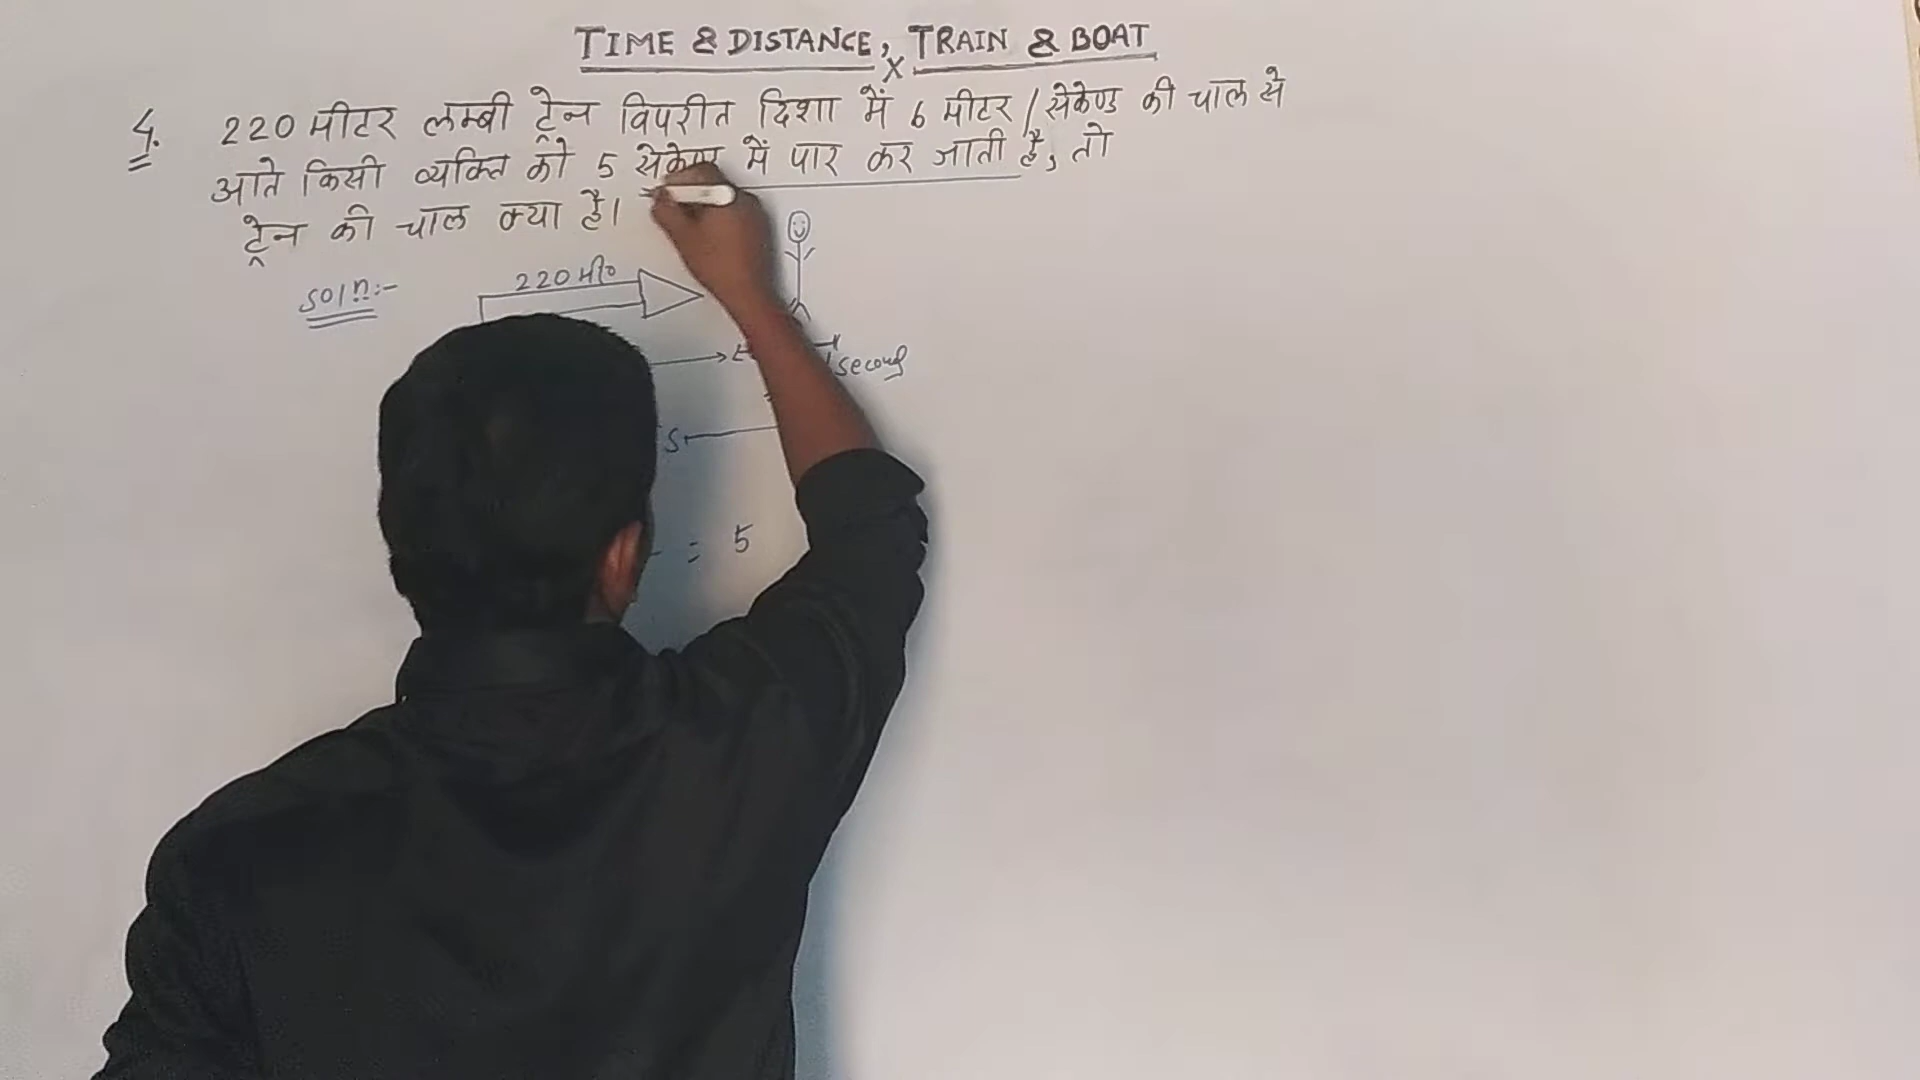 TIME & DISTANCE, TRAIN & BOAT
x
4. 220 मीटर लम्बी ट्रेन विपरीत दिशा में 6 मीटर / सेकेण्ड की चाल से
आते किसी व्यक्ति को 5 सेकेण्ड में पार कर जाती है, तो
ट्रेन की चाल क्या है।
Soln:-
220 मी०
second
S
= 5